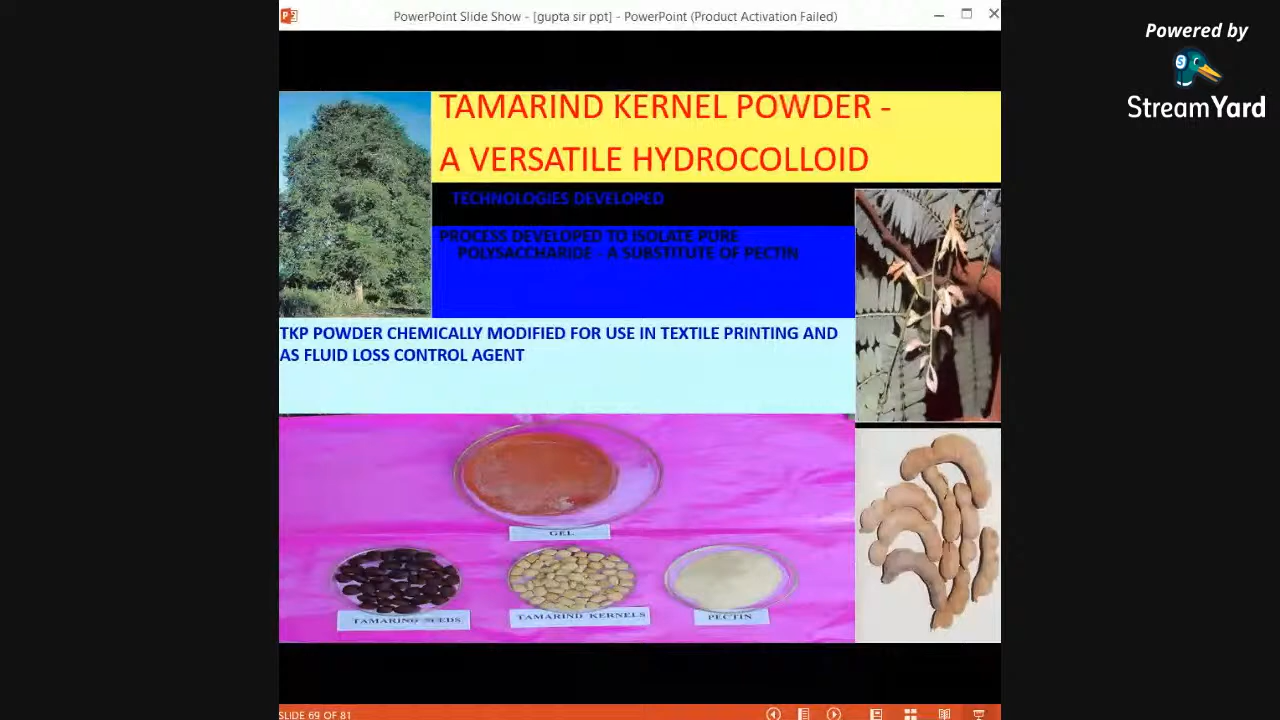 PowerPoint Slide Show - [gupta sir ppt] - PowerPoint (Product Activation Failed)
Powered by
StreamYard
TAMARIND KERNEL POWDER -
A VERSATILE HYDROCOLLOID
TECHNOLOGIES DEVELOPED
PROCESS DEVELOPED TO ISOLATE PURE
POLYSACCHARIDE - A SUBSTITUTE OF PECTIN
TKP POWDER CHEMICALLY MODIFIED FOR USE IN TEXTILE PRINTING AND
AS FLUID LOSS CONTROL AGENT
GEL
TAMARIND SEEDS
TAMARIND KERNELS
PECTIN
SLIDE 69 OF 81